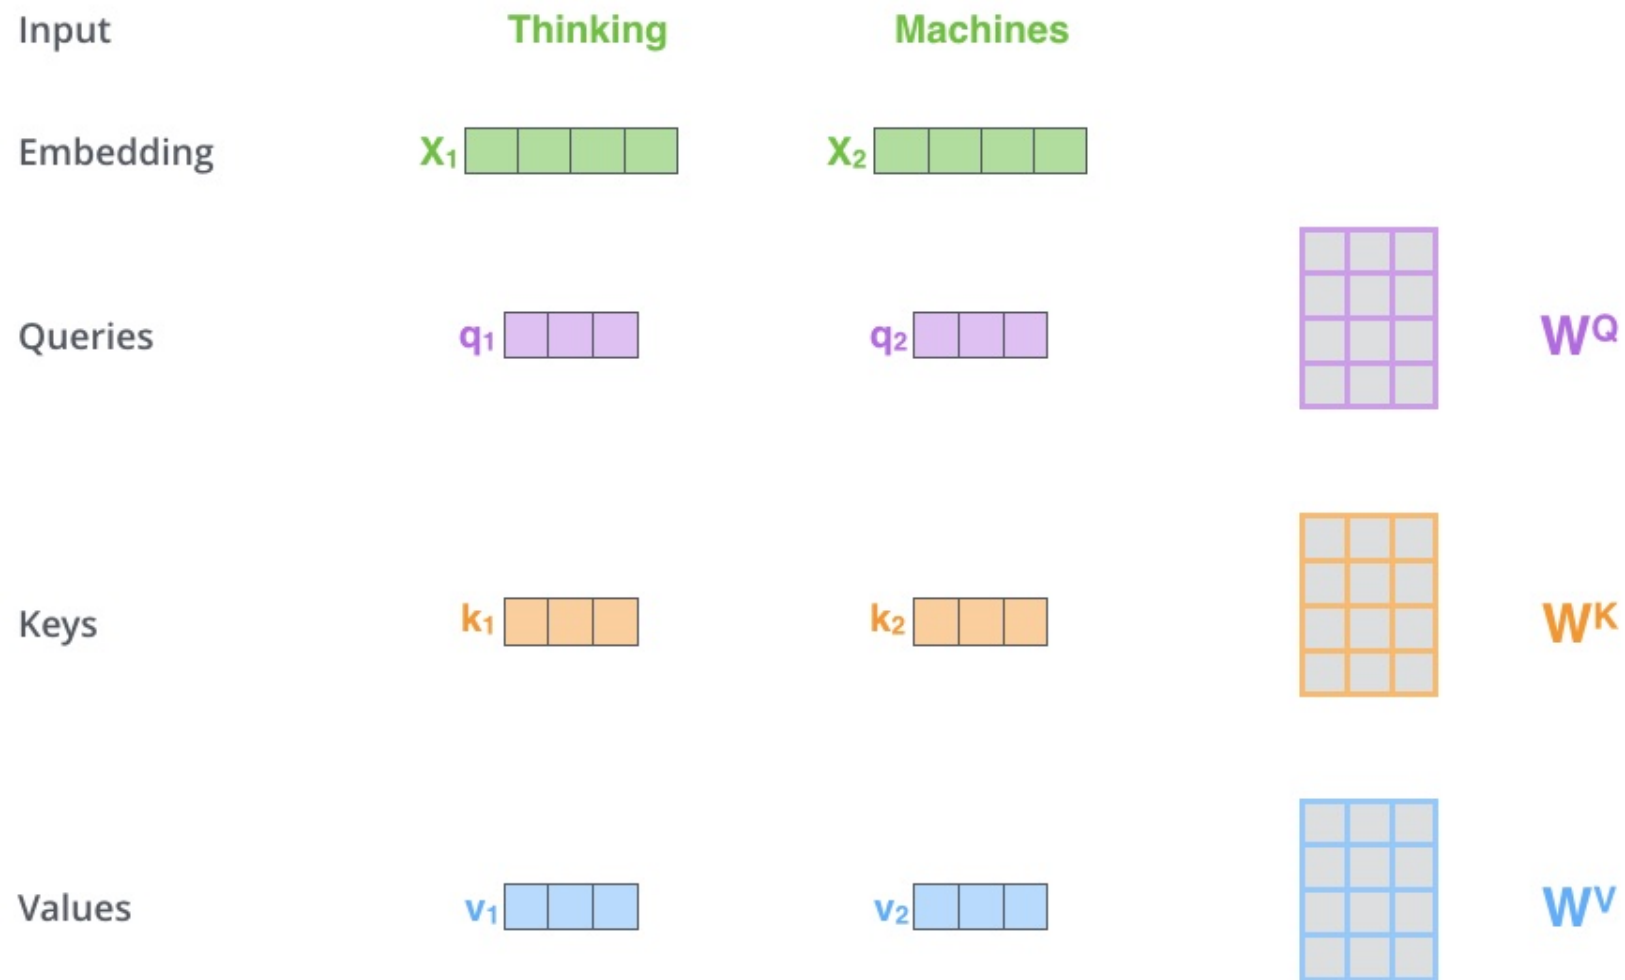 Input Thinking Machines
Embedding X1 X2
Queries q1 q2 WQ
Keys k1 k2 WK
Values v1 v2 WV